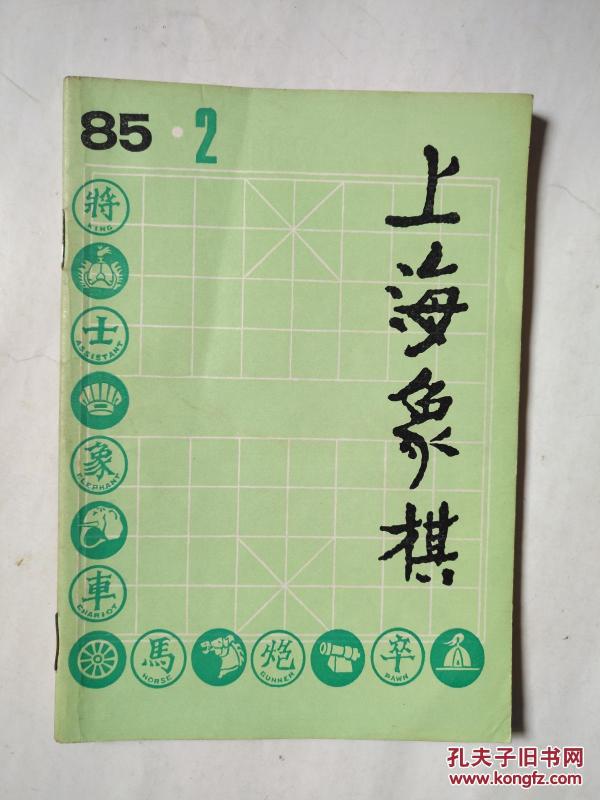 85·2
上海象棋
將
KING
士
ASSISTANT
象
ELEPHANT
車
CHARIOT
馬
HORSE
炮
GUNNER
卒
PAWN
孔夫子旧书网
www.kongfz.com